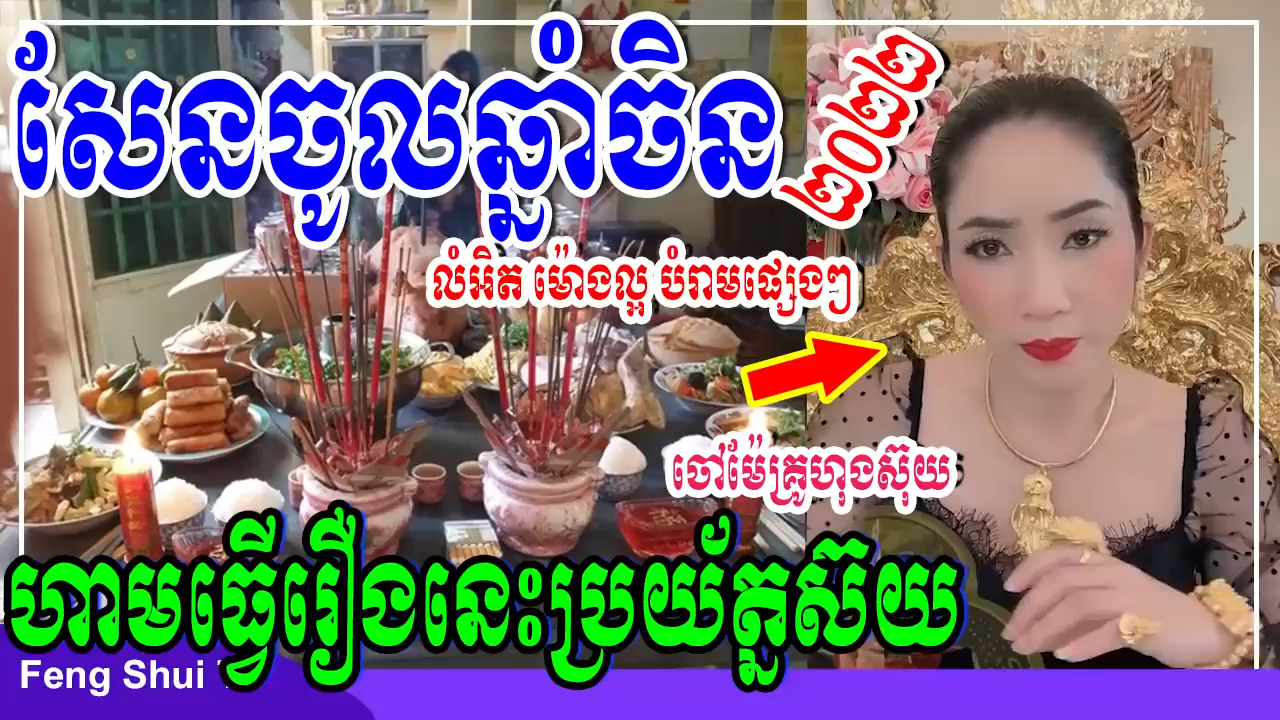 សែនចូលឆ្នាំចិន
២០២២
លំអិត ម៉ោងល្អ បំរាមផ្សេងៗ
ចៅម៉ែគ្រូហុងស៊ុយ
ហាមធ្វើរឿងនេះប្រយ័ត្នស៊យ
Feng Shui